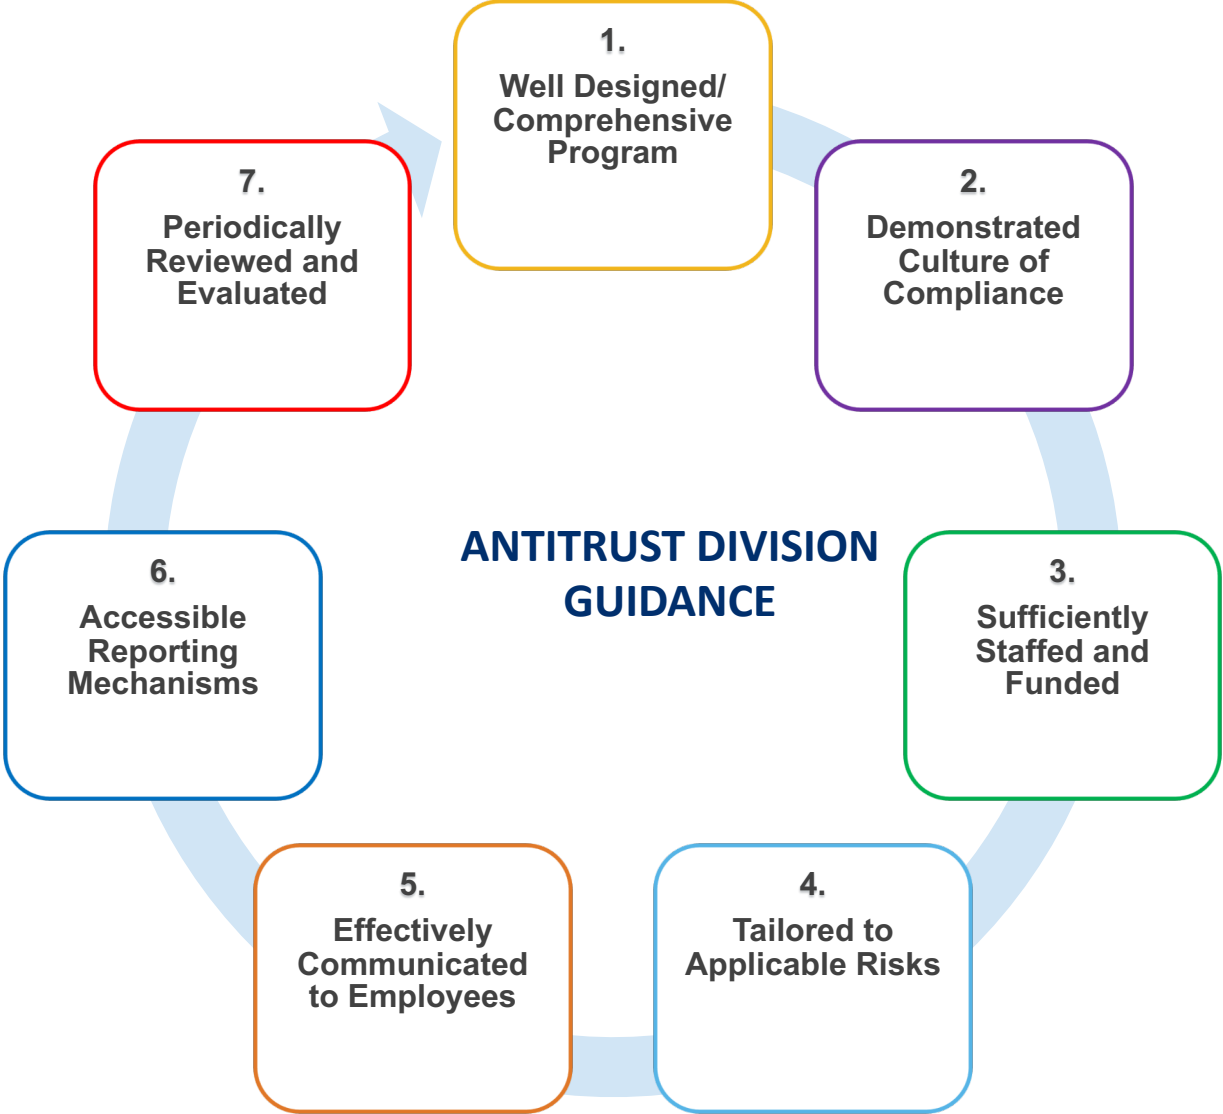 1.
Well Designed/
Comprehensive
Program
2.
Demonstrated
Culture of
Compliance
3.
Sufficiently
Staffed and
Funded
4.
Tailored to
Applicable Risks
5.
Effectively
Communicated
to Employees
6.
Accessible
Reporting
Mechanisms
7.
Periodically
Reviewed and
Evaluated
ANTITRUST DIVISION
GUIDANCE